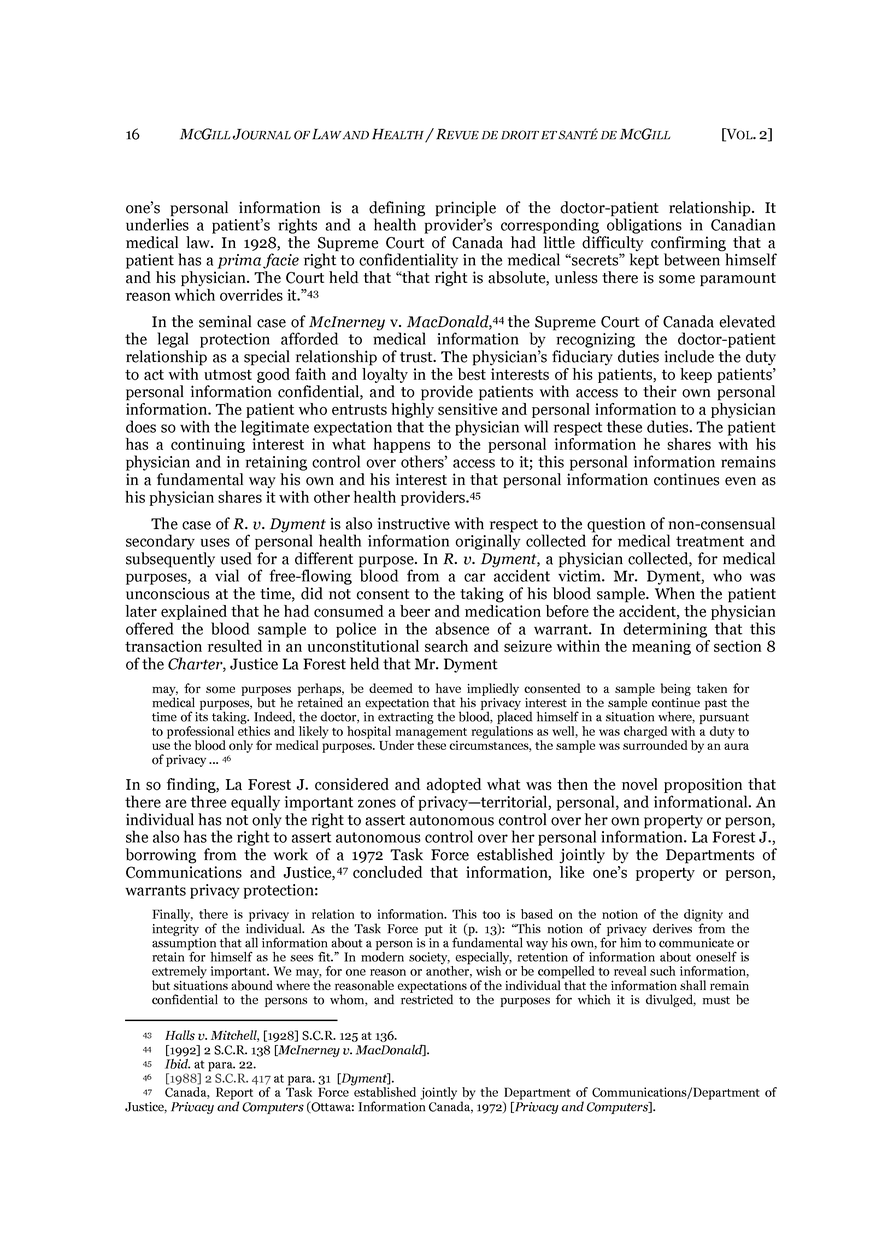 16 MCGILL JOURNAL OF LAW AND HEALTH / REVUE DE DROIT ET SANTÉ DE MCGILL [VOL. 2]
one’s personal information is a defining principle of the doctor-patient relationship. It
underlies a patient’s rights and a health provider’s corresponding obligations in Canadian
medical law. In 1928, the Supreme Court of Canada had little difficulty confirming that a
patient has a prima facie right to confidentiality in the medical “secrets” kept between himself
and his physician. The Court held that “that right is absolute, unless there is some paramount
reason which overrides it.”43
In the seminal case of McInerney v. MacDonald,44 the Supreme Court of Canada elevated
the legal protection afforded to medical information by recognizing the doctor-patient
relationship as a special relationship of trust. The physician’s fiduciary duties include the duty
to act with utmost good faith and loyalty in the best interests of his patients, to keep patients’
personal information confidential, and to provide patients with access to their own personal
information. The patient who entrusts highly sensitive and personal information to a physician
does so with the legitimate expectation that the physician will respect these duties. The patient
has a continuing interest in what happens to the personal information he shares with his
physician and in retaining control over others’ access to it; this personal information remains
in a fundamental way his own and his interest in that personal information continues even as
his physician shares it with other health providers.45
The case of R. v. Dyment is also instructive with respect to the question of non-consensual
secondary uses of personal health information originally collected for medical treatment and
subsequently used for a different purpose. In R. v. Dyment, a physician collected, for medical
purposes, a vial of free-flowing blood from a car accident victim. Mr. Dyment, who was
unconscious at the time, did not consent to the taking of his blood sample. When the patient
later explained that he had consumed a beer and medication before the accident, the physician
offered the blood sample to police in the absence of a warrant. In determining that this
transaction resulted in an unconstitutional search and seizure within the meaning of section 8
of the Charter, Justice La Forest held that Mr. Dyment
may, for some purposes perhaps, be deemed to have impliedly consented to a sample being taken for
medical purposes, but he retained an expectation that his privacy interest in the sample continue past the
time of its taking. Indeed, the doctor, in extracting the blood, placed himself in a situation where, pursuant
to professional ethics and likely to hospital management regulations as well, he was charged with a duty to
use the blood only for medical purposes. Under these circumstances, the sample was surrounded by an aura
of privacy ... 46
In so finding, La Forest J. considered and adopted what was then the novel proposition that
there are three equally important zones of privacy—territorial, personal, and informational. An
individual has not only the right to assert autonomous control over her own property or person,
she also has the right to assert autonomous control over her personal information. La Forest J.,
borrowing from the work of a 1972 Task Force established jointly by the Departments of
Communications and Justice,47 concluded that information, like one’s property or person,
warrants privacy protection:
Finally, there is privacy in relation to information. This too is based on the notion of the dignity and
integrity of the individual. As the Task Force put it (p. 13): “This notion of privacy derives from the
assumption that all information about a person is in a fundamental way his own, for him to communicate or
retain for himself as he sees fit.” In modern society, especially, retention of information about oneself is
extremely important. We may, for one reason or another, wish or be compelled to reveal such information,
but situations abound where the reasonable expectations of the individual that the information shall remain
confidential to the persons to whom, and restricted to the purposes for which it is divulged, must be
43 Halls v. Mitchell, [1928] S.C.R. 125 at 136.
44 [1992] 2 S.C.R. 138 [McInerney v. MacDonald].
45 Ibid. at para. 22.
46 [1988] 2 S.C.R. 417 at para. 31 [Dyment].
47 Canada, Report of a Task Force established jointly by the Department of Communications/Department of
Justice, Privacy and Computers (Ottawa: Information Canada, 1972) [Privacy and Computers].